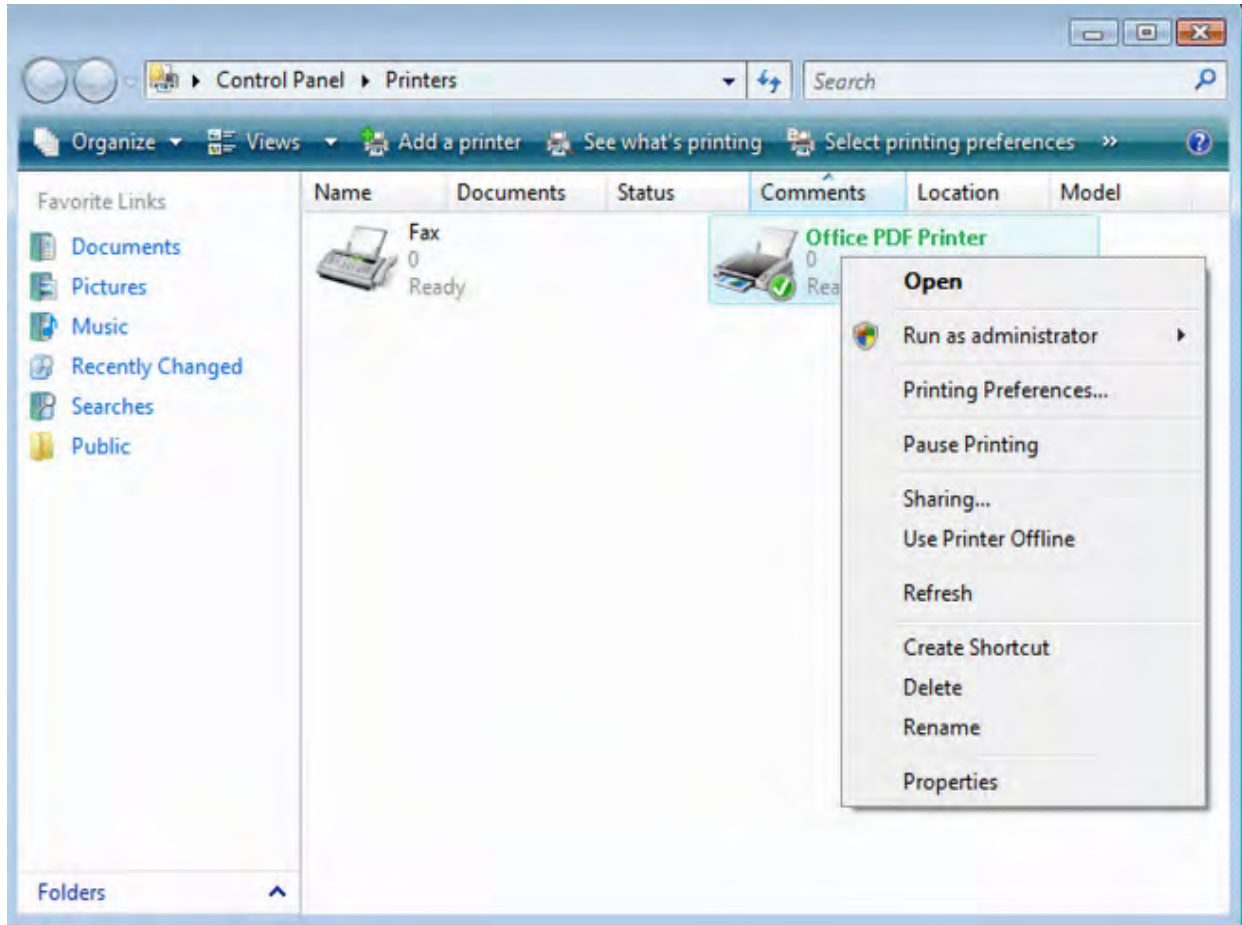 Control Panel Printers
Search
Organize Views Add a printer See what's printing Select printing preferences »
Favorite Links
Documents
Pictures
Music
Recently Changed
Searches
Public
Folders
Name Documents Status Comments Location Model
Fax
0
Ready
Office PDF Printer
0
Rea
Open
Run as administrator
Printing Preferences...
Pause Printing
Sharing...
Use Printer Offline
Refresh
Create Shortcut
Delete
Rename
Properties